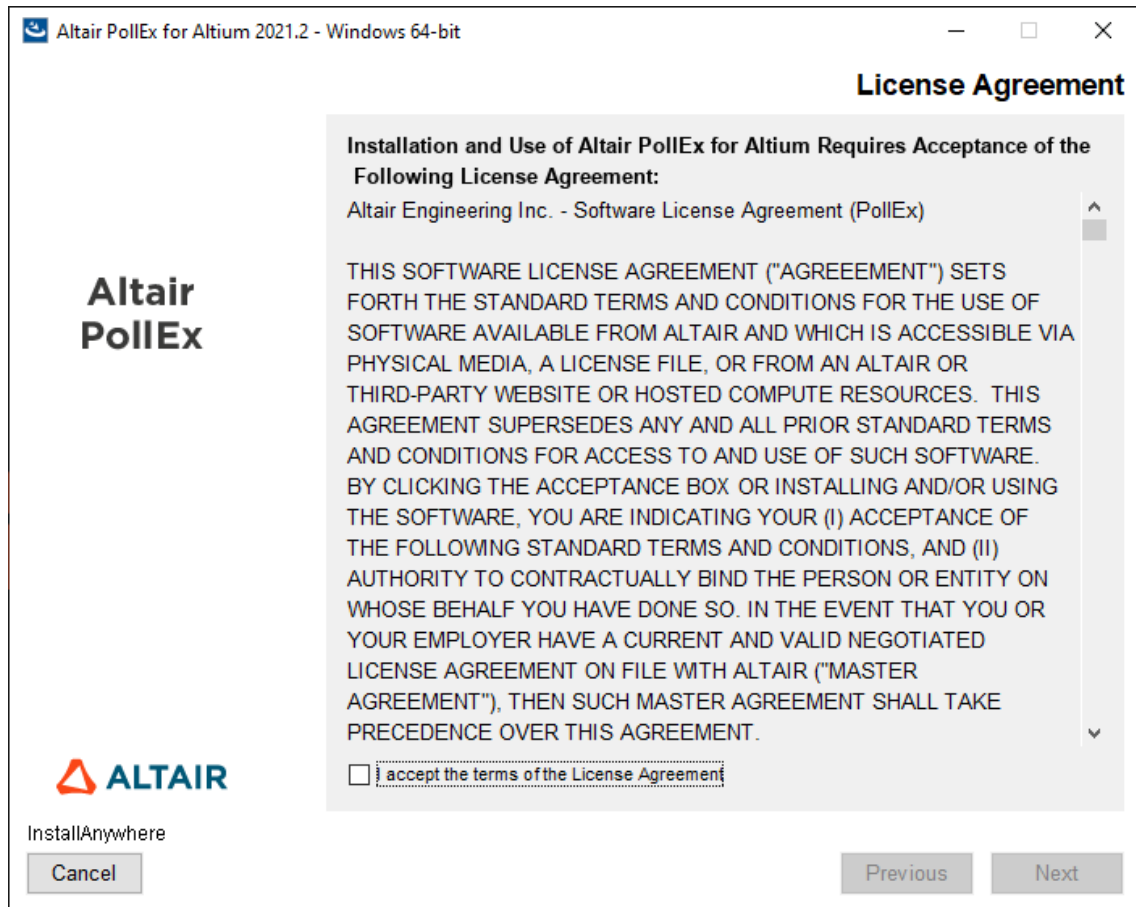 Altair PollEx for Altium 2021.2 - Windows 64-bit
License Agreement
Installation and Use of Altair PollEx for Altium Requires Acceptance of the
Following License Agreement:
Altair Engineering Inc. - Software License Agreement (PollEx)
THIS SOFTWARE LICENSE AGREEMENT ("AGREEEMENT") SETS
FORTH THE STANDARD TERMS AND CONDITIONS FOR THE USE OF
SOFTWARE AVAILABLE FROM ALTAIR AND WHICH IS ACCESSIBLE VIA
PHYSICAL MEDIA, A LICENSE FILE, OR FROM AN ALTAIR OR
THIRD-PARTY WEBSITE OR HOSTED COMPUTE RESOURCES.  THIS
AGREEMENT SUPERSEDES ANY AND ALL PRIOR STANDARD TERMS
AND CONDITIONS FOR ACCESS TO AND USE OF SUCH SOFTWARE.
BY CLICKING THE ACCEPTANCE BOX OR INSTALLING AND/OR USING
THE SOFTWARE, YOU ARE INDICATING YOUR (I) ACCEPTANCE OF
THE FOLLOWING STANDARD TERMS AND CONDITIONS, AND (II)
AUTHORITY TO CONTRACTUALLY BIND THE PERSON OR ENTITY ON
WHOSE BEHALF YOU HAVE DONE SO. IN THE EVENT THAT YOU OR
YOUR EMPLOYER HAVE A CURRENT AND VALID NEGOTIATED
LICENSE AGREEMENT ON FILE WITH ALTAIR ("MASTER
AGREEMENT"), THEN SUCH MASTER AGREEMENT SHALL TAKE
PRECEDENCE OVER THIS AGREEMENT.
Altair
PollEx
ALTAIR
I accept the terms of the License Agreement
InstallAnywhere
Cancel
Previous
Next